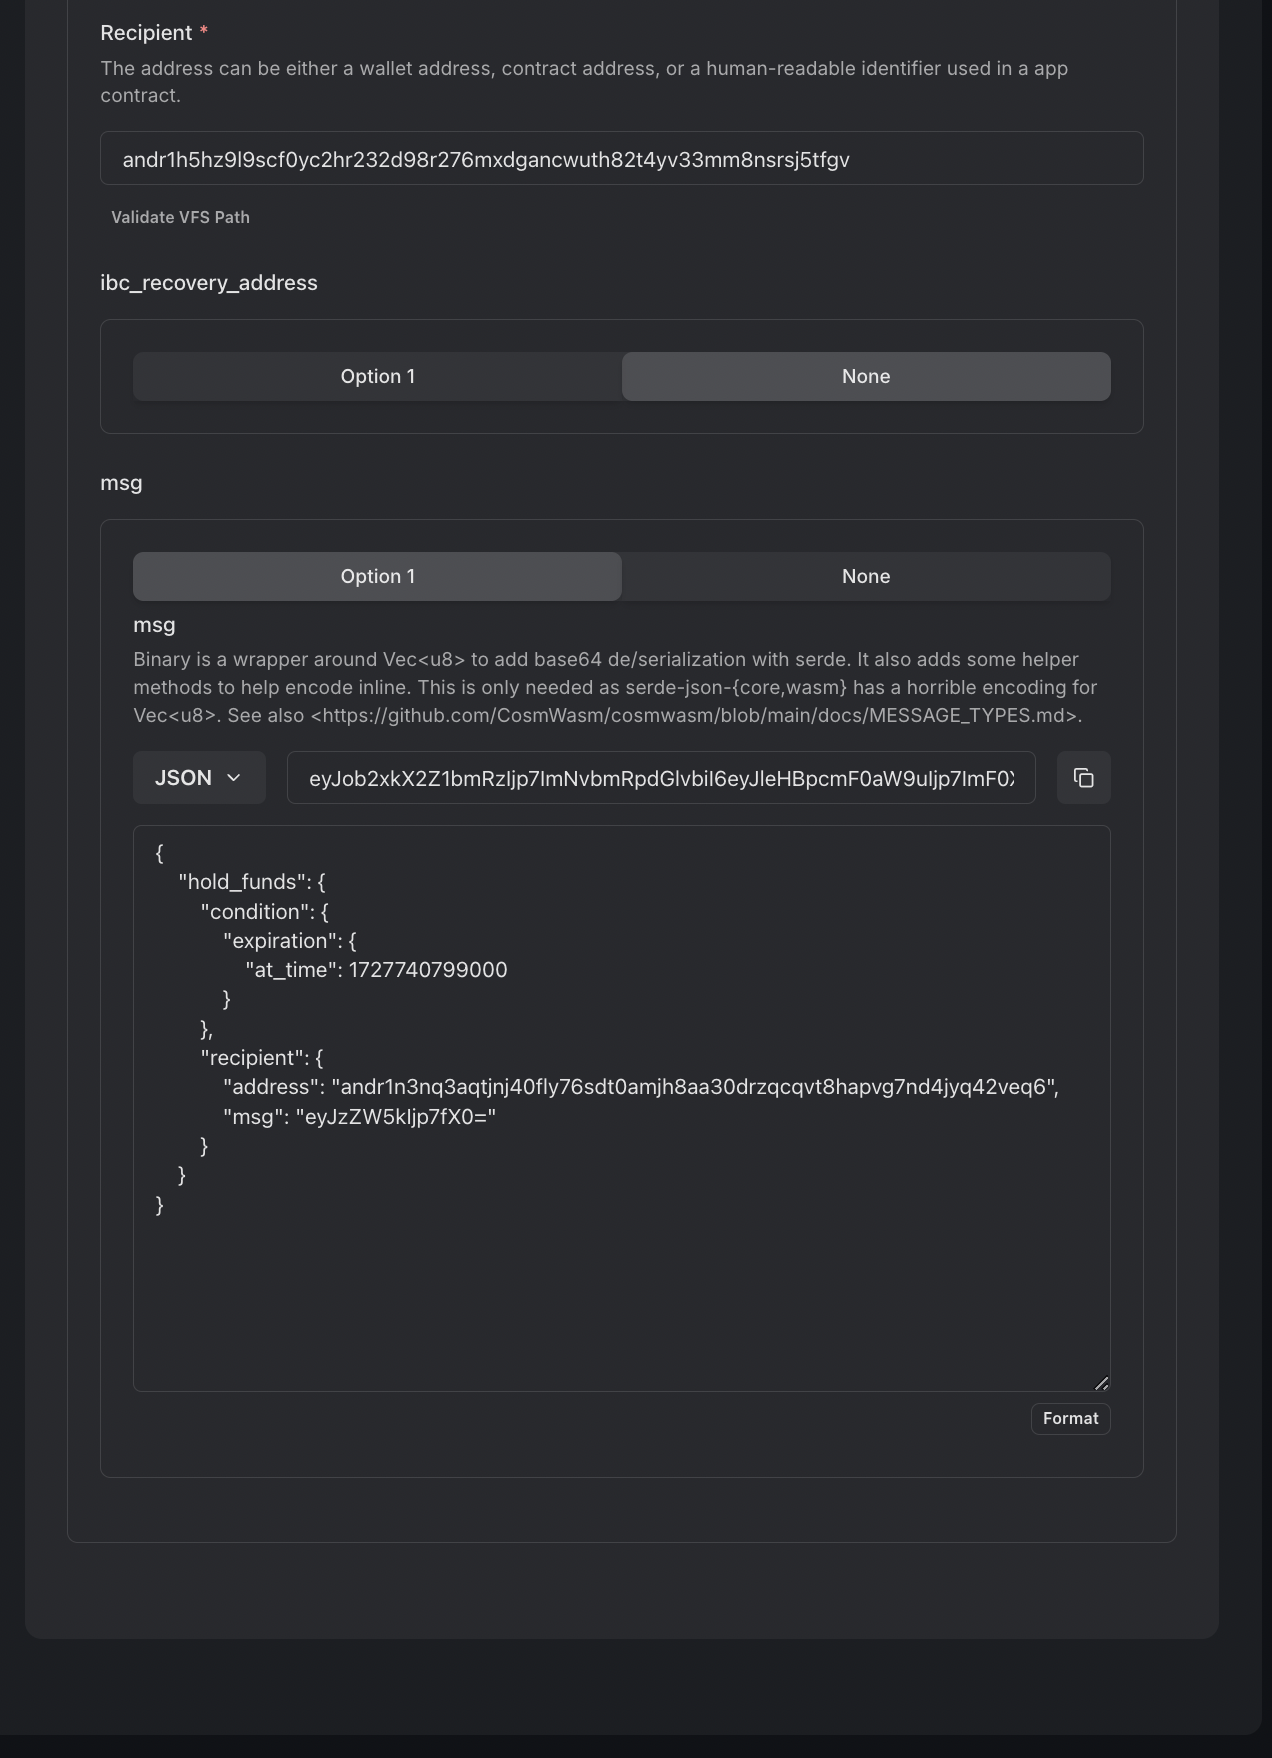 Recipient *
The address can be either a wallet address, contract address, or a human-readable identifier used in a app
contract.
andr1h5hz9l9scf0yc2hr232d98r276mxdgancwuth82t4yv33mm8nsrsj5tfgv
Validate VFS Path
ibc_recovery_address
Option 1 None
msg
Option 1 None
msg
Binary is a wrapper around Vec<u8> to add base64 de/serialization with serde. It also adds some helper
methods to help encode inline. This is only needed as serde-json-{core,wasm} has a horrible encoding for
Vec<u8>. See also <https://github.com/CosmWasm/cosmwasm/blob/main/docs/MESSAGE_TYPES.md>.
JSON eyJob2xkX2Z1bmRzIjp7ImNvbmRpdGlvbiI6eyJleHBpcmF0aW9uIjp7ImF0X
{
"hold_funds": {
"condition": {
"expiration": {
"at_time": 1727740799000
}
},
"recipient": {
"address": "andr1n3nq3aqtjnj40fly76sdt0amjh8aa30drzqcqvt8hapvg7nd4jyq42veq6",
"msg": "eyJzZW5kIjp7fX0="
}
}
}
Format